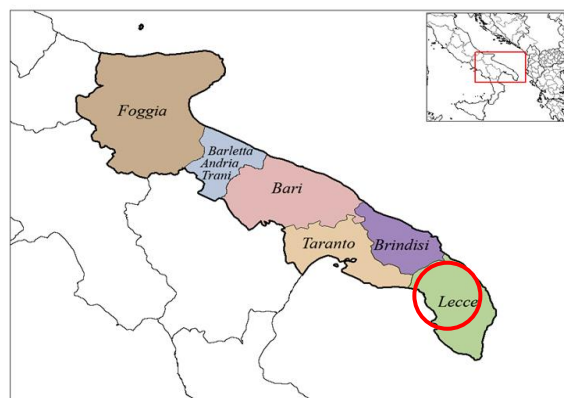 Foggia
Barletta
Andria
Trani
Bari
Taranto
Brindisi
Lecce